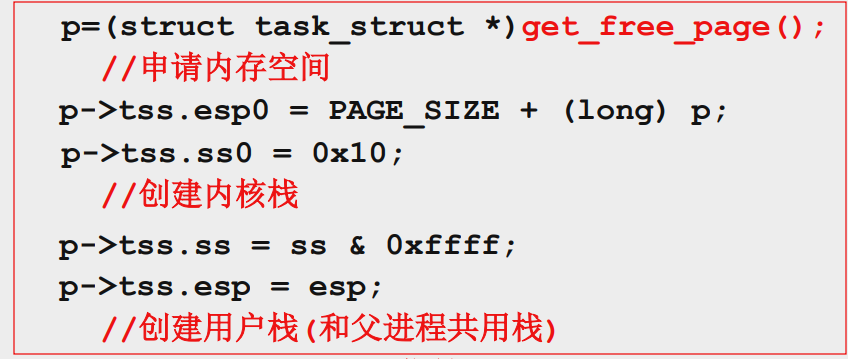 p=(struct task_struct *)get_free_page();
//申请内存空间
p->tss.esp0 = PAGE_SIZE + (long) p;
p->tss.ss0 = 0x10;
//创建内核栈
p->tss.ss = ss & 0xffff;
p->tss.esp = esp;
//创建用户栈(和父进程共用栈)